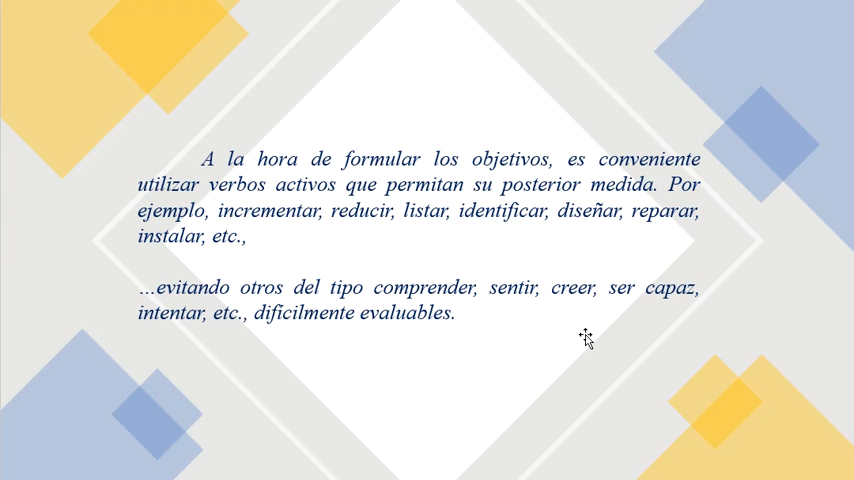 A la hora de formular los objetivos, es conveniente
utilizar verbos activos que permitan su posterior medida. Por
ejemplo, incrementar, reducir, listar, identificar, diseñar, reparar,
instalar, etc.,
...evitando otros del tipo comprender, sentir, creer, ser capaz,
intentar, etc., difícilmente evaluables.